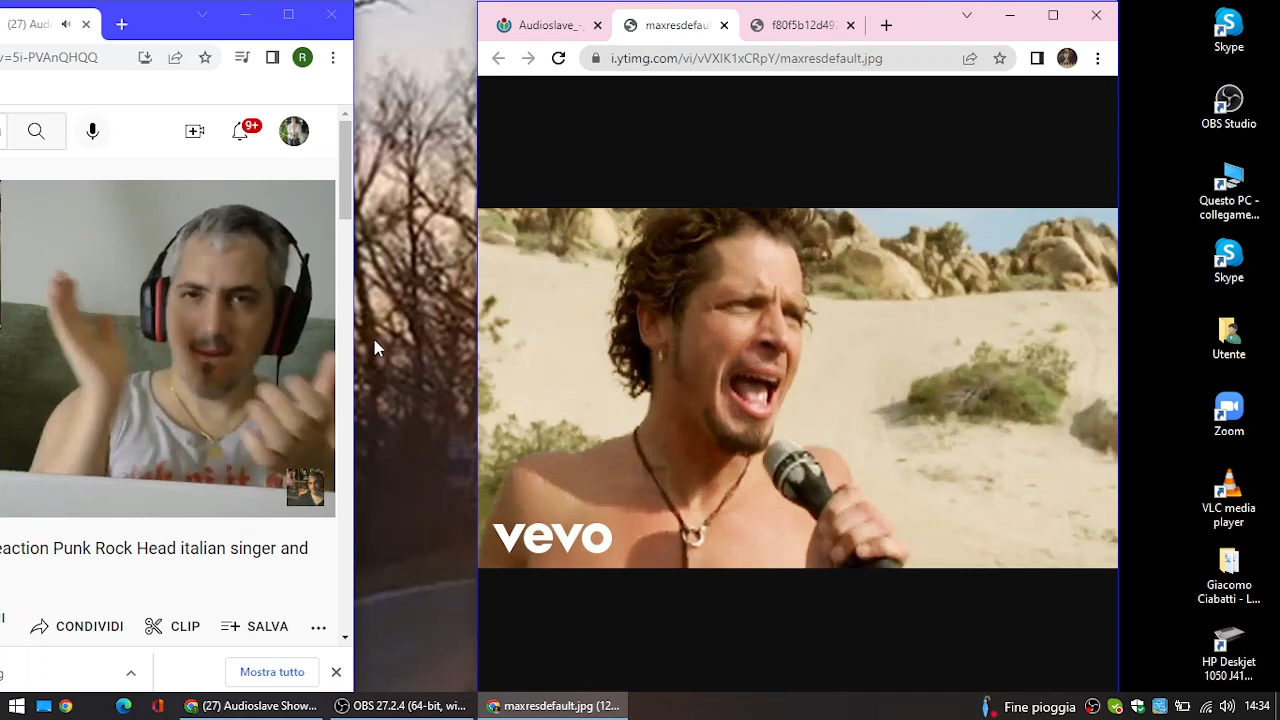 (27) Aud
Audioslave_-
maxresdefau
f80f5b12d493
v=5i-PVAnQHQQ
R
i.ytimg.com/vi/vVXIK1xCRpY/maxresdefault.jpg
9+
vevo
eaction Punk Rock Head italian singer and
CONDIVIDI
CLIP
SALVA
Mostra tutto
Skype
OBS Studio
Questo PC -
collegame...
Skype
Utente
Zoom
VLC media
player
Giacomo
Ciabatti - L...
HP Deskjet
1050 J41...
(27) Audioslave Show...
OBS 27.2.4 (64-bit, wi...
maxresdefault.jpg (12...
Fine pioggia
14:34